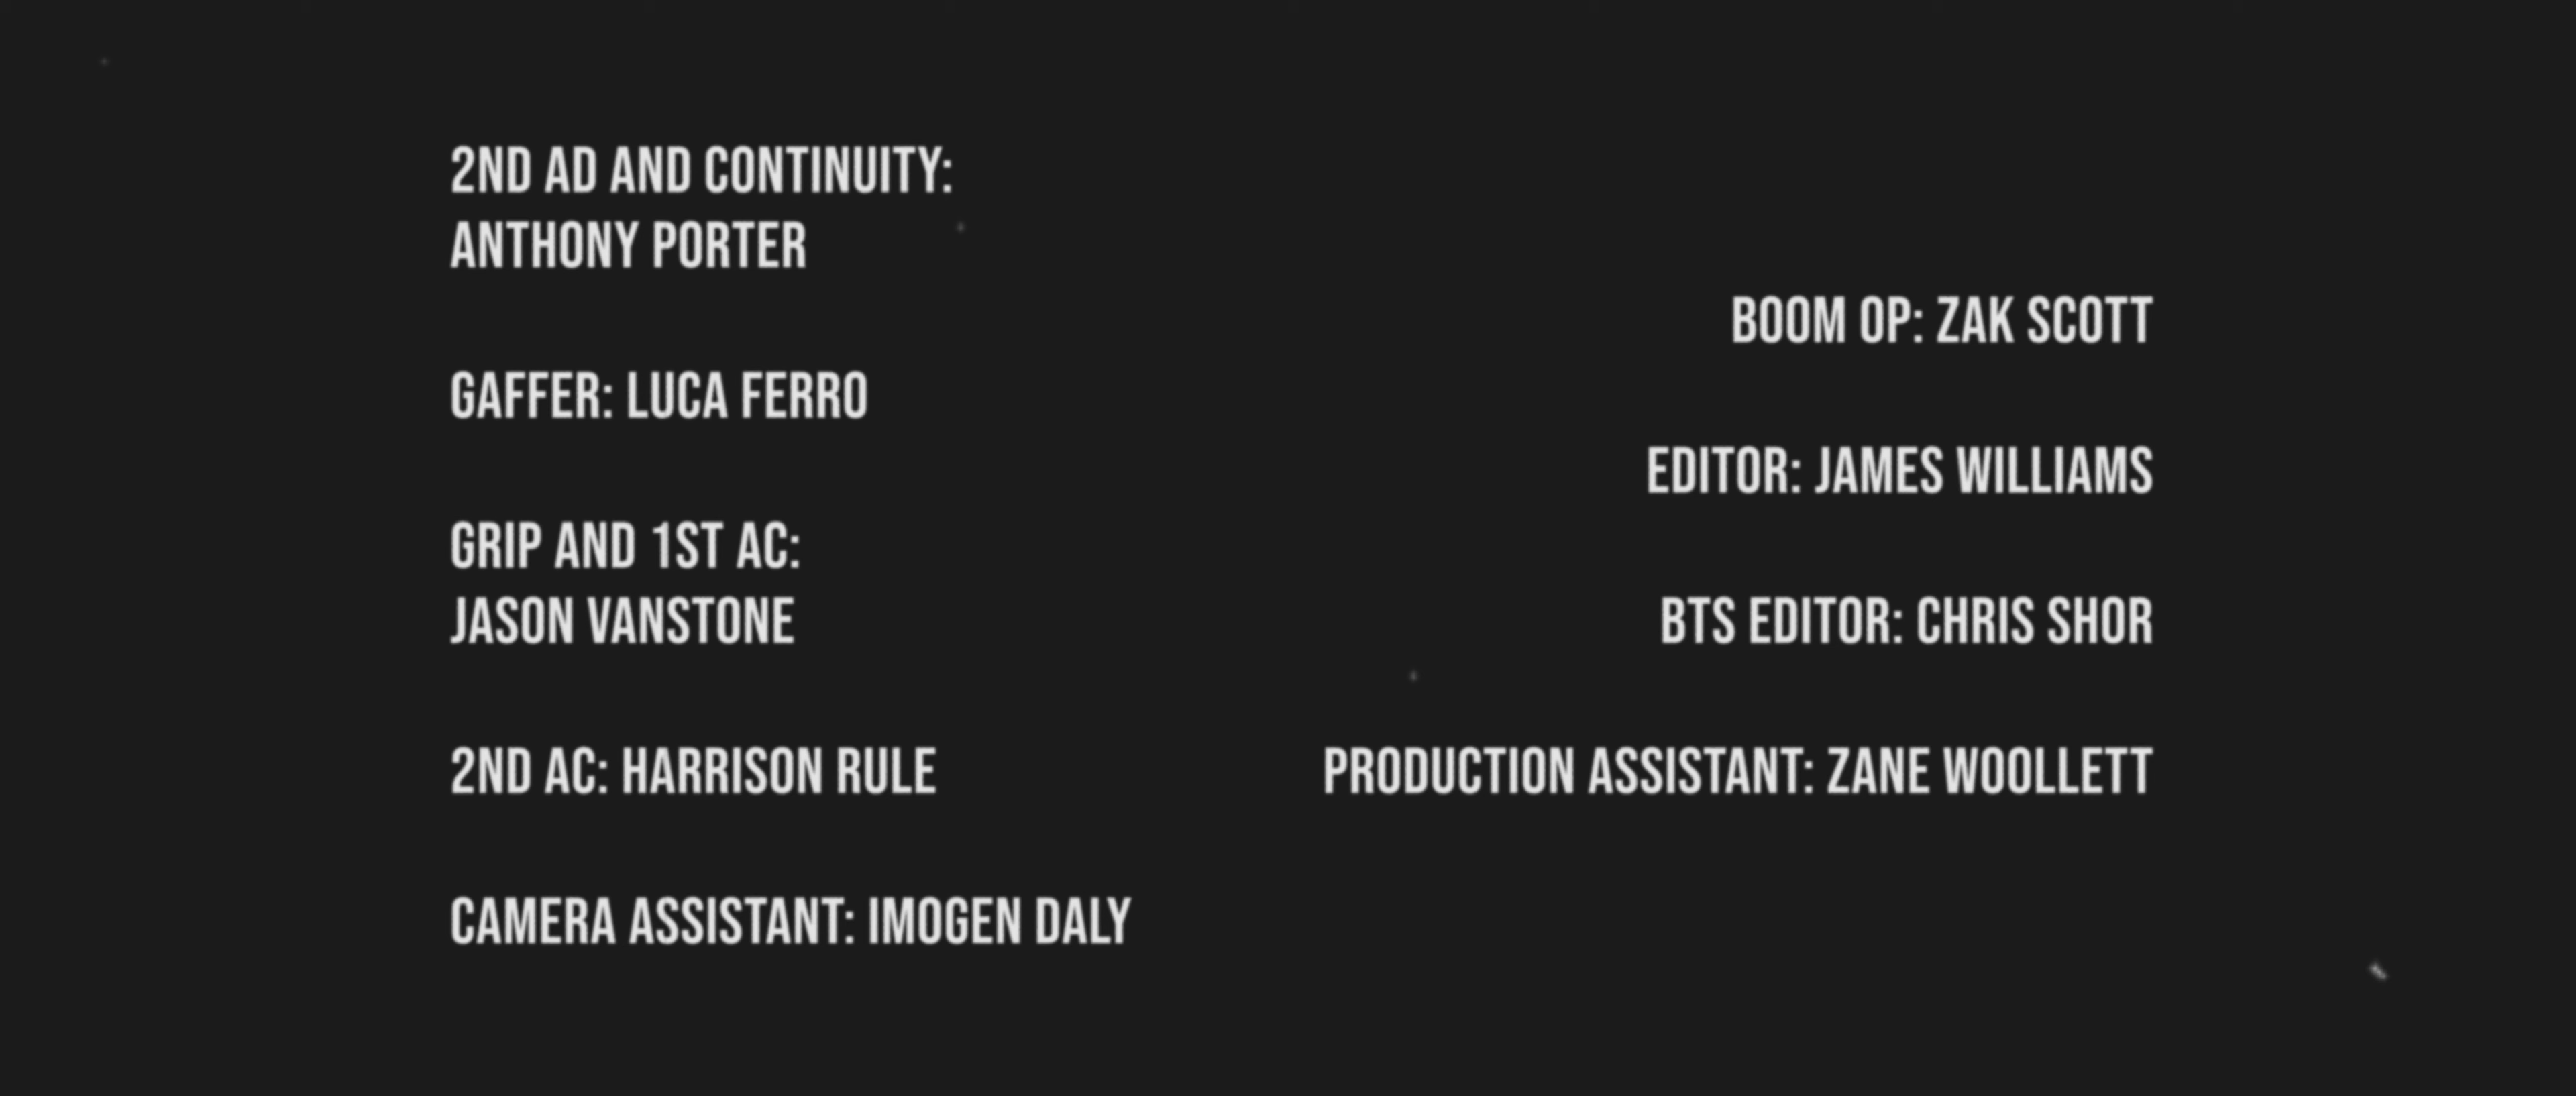 2ND AD AND CONTINUITY:
ANTHONY PORTER
GAFFER: LUCA FERRO
GRIP AND 1ST AC:
JASON VANSTONE
2ND AC: HARRISON RULE
CAMERA ASSISTANT: IMOGEN DALY
BOOM OP: ZAK SCOTT
EDITOR: JAMES WILLIAMS
BTS EDITOR: CHRIS SHOR
PRODUCTION ASSISTANT: ZANE WOOLLETT